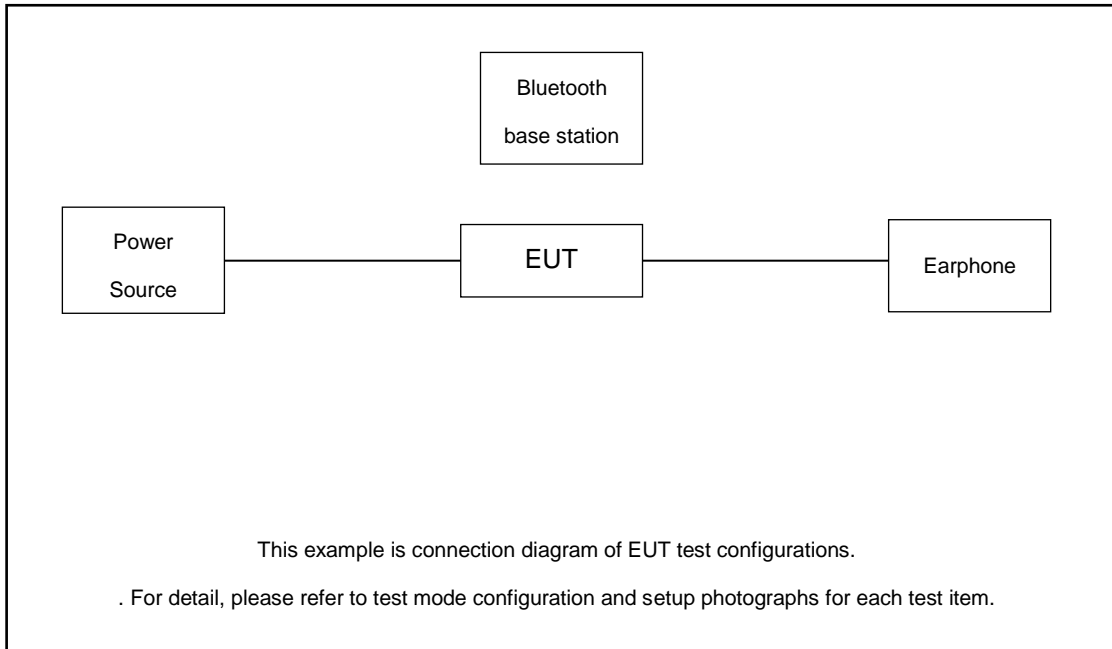 Bluetooth
base station
Power
Source
EUT
Earphone
This example is connection diagram of EUT test configurations.
. For detail, please refer to test mode configuration and setup photographs for each test item.